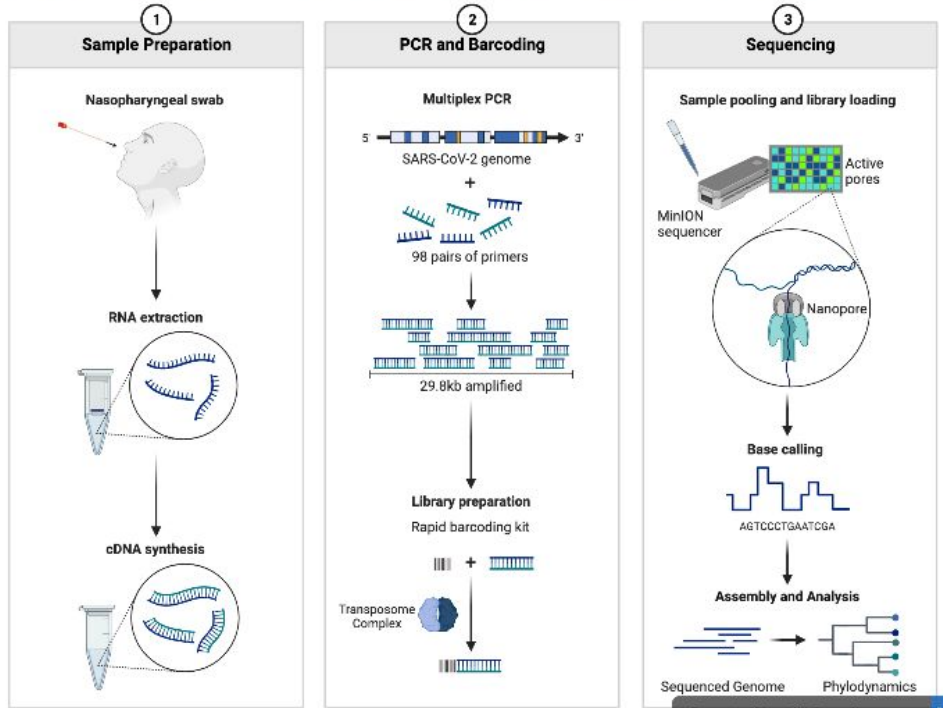 1
Sample Preparation
Nasopharyngeal swab
RNA extraction
cDNA synthesis
2
PCR and Barcoding
Multiplex PCR
5'
3'
SARS-CoV-2 genome
+
98 pairs of primers
29.8kb amplified
Library preparation
Rapid barcoding kit
+
Transposome
Complex
3
Sequencing
Sample pooling and library loading
Active
pores
MinION
sequencer
Nanopore
Base calling
AGTCCCTGAATCGA
Assembly and Analysis
Sequenced Genome
Phylodynamics